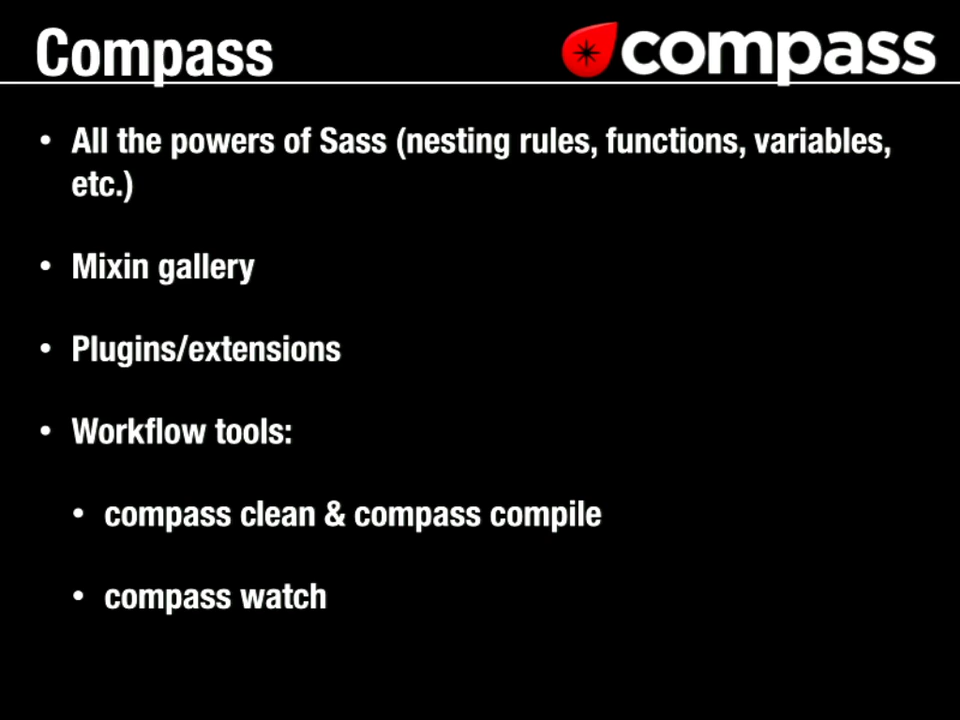 Compass
compass
• All the powers of Sass (nesting rules, functions, variables,
etc.)
• Mixin gallery
• Plugins/extensions
• Workflow tools:
• compass clean & compass compile
• compass watch